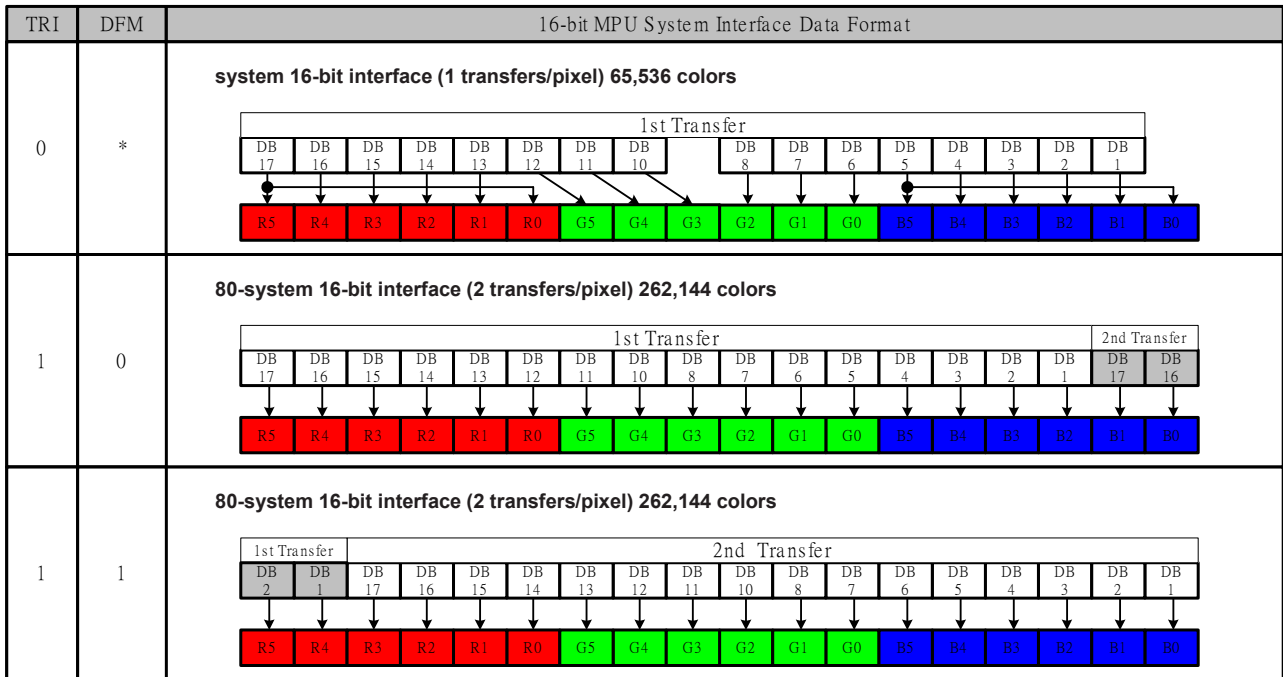 TRI DFM 16-bit MPU System Interface Data Format
system 16-bit interface (1 transfers/pixel) 65,536 colors
1st Transfer
0 *
DB 17 DB 16 DB 15 DB 14 DB 13 DB 12 DB 11 DB 10 DB 8 DB 7 DB 6 DB 5 DB 4 DB 3 DB 2 DB 1
R5 R4 R3 R2 R1 R0 G5 G4 G3 G2 G1 G0 B5 B4 B3 B2 B1 B0
80-system 16-bit interface (2 transfers/pixel) 262,144 colors
1st Transfer 2nd Transfer
1 0
DB 17 DB 16 DB 15 DB 14 DB 13 DB 12 DB 11 DB 10 DB 8 DB 7 DB 6 DB 5 DB 4 DB 3 DB 2 DB 1 DB 17 DB 16
R5 R4 R3 R2 R1 R0 G5 G4 G3 G2 G1 G0 B5 B4 B3 B2 B1 B0
80-system 16-bit interface (2 transfers/pixel) 262,144 colors
1st Transfer 2nd Transfer
1 1
DB 2 DB 1 DB 17 DB 16 DB 15 DB 14 DB 13 DB 12 DB 11 DB 10 DB 8 DB 7 DB 6 DB 5 DB 4 DB 3 DB 2 DB 1
R5 R4 R3 R2 R1 R0 G5 G4 G3 G2 G1 G0 B5 B4 B3 B2 B1 B0